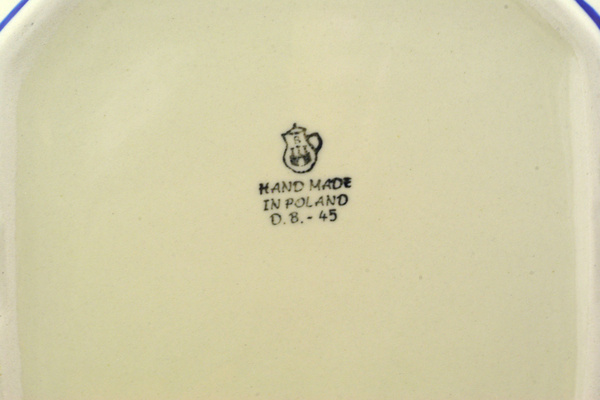 HAND MADE
IN POLAND
D. B. - 45